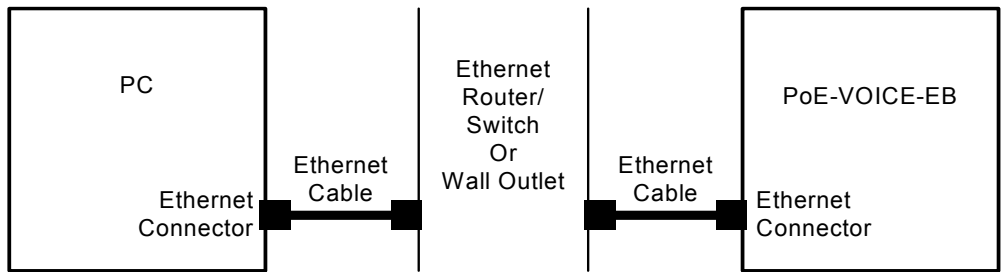 PC
Ethernet
Connector
Ethernet
Cable
Ethernet
Router/
Switch
Or
Wall Outlet
Ethernet
Cable
PoE-VOICE-EB
Ethernet
Connector